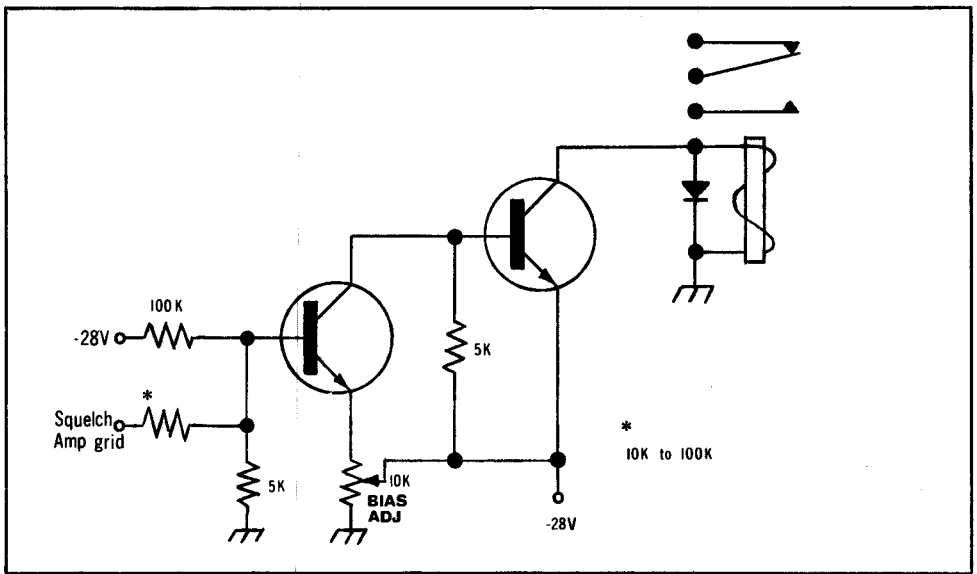 100K
-28V
*
Squelch
Amp grid
5K
10K
BIAS
ADJ
5K
*
10K to 100K
-28V